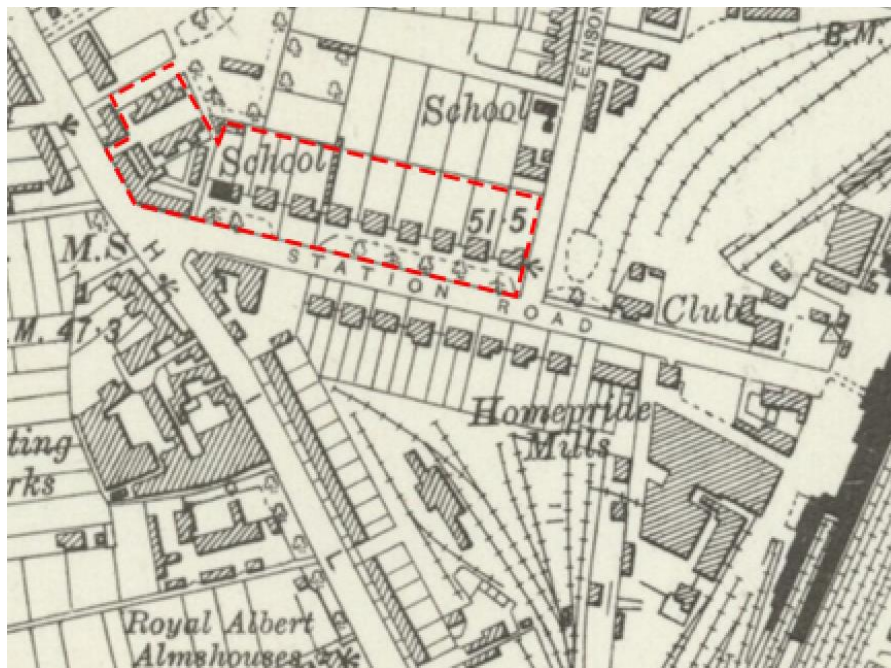 B.M.
TENISON
School
School
51·5
M.S
H
STATION
ROAD
Club
M. 47·3
I
Homepride
Mills
ting
rks
L
Royal Albert
Almshouses